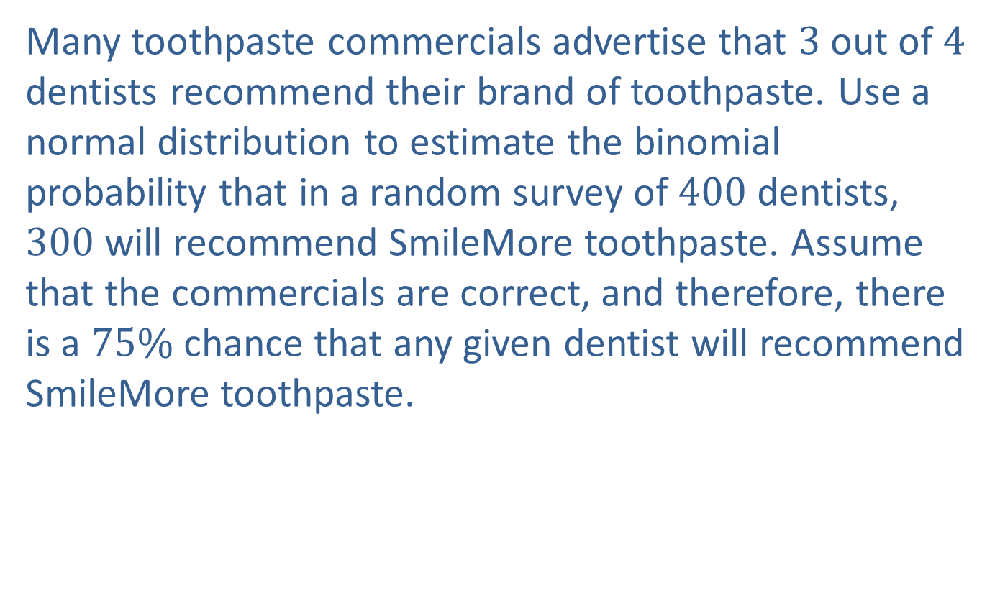 Many toothpaste commercials advertise that 3 out of 4
dentists recommend their brand of toothpaste. Use a
normal distribution to estimate the binomial
probability that in a random survey of 400 dentists,
300 will recommend SmileMore toothpaste. Assume
that the commercials are correct, and therefore, there
is a 75% chance that any given dentist will recommend
SmileMore toothpaste.